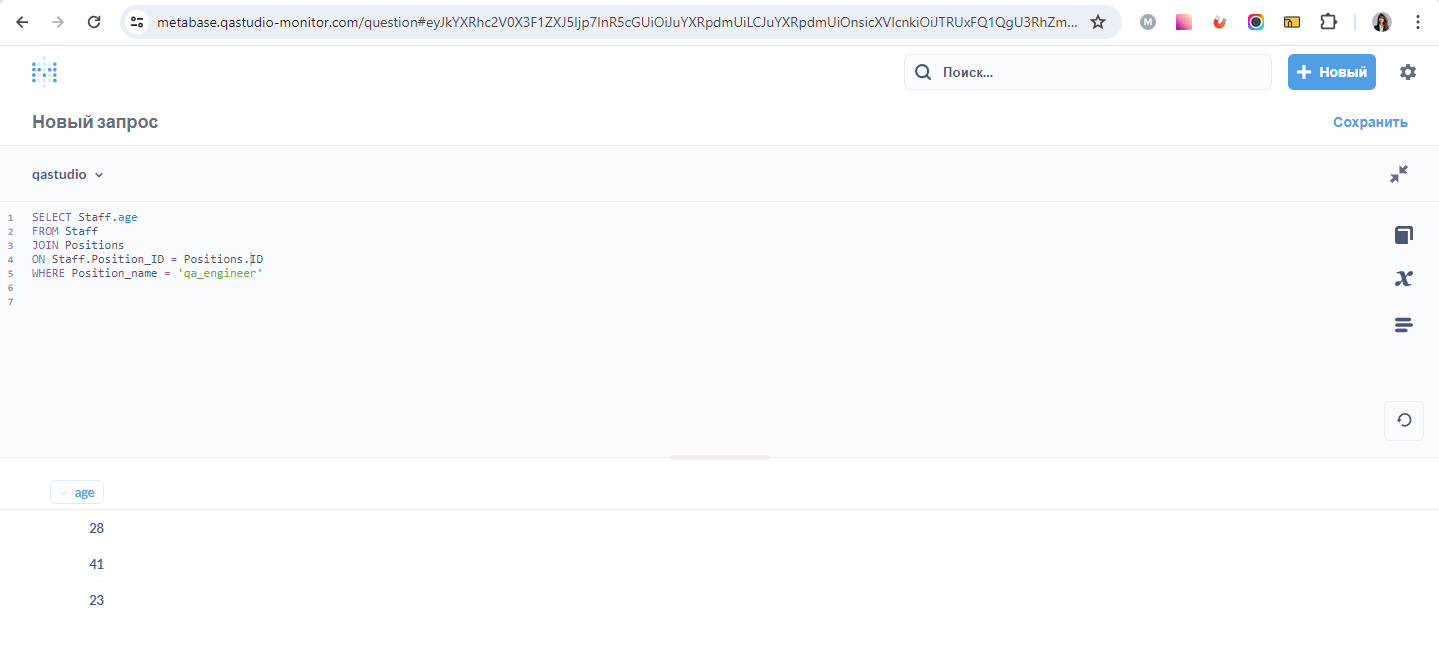 metabase.qastudio-monitor.com/question#eyJkYXRhc2V0X3F1ZXJ5Ijp7InR5cGUiOiJuYXRpdmUiLCJuYXRpdmUiOnsicXVlcnkiOiJTRUxFQ1QgU3RhZm...
M
Поиск...
+ Новый
Новый запрос
Сохранить
qastudio
1 SELECT Staff.age
2 FROM Staff
3 JOIN Positions
4 ON Staff.Position_ID = Positions.ID
5 WHERE Position_name = 'qa_engineer'
6
7
x
age
28
41
23